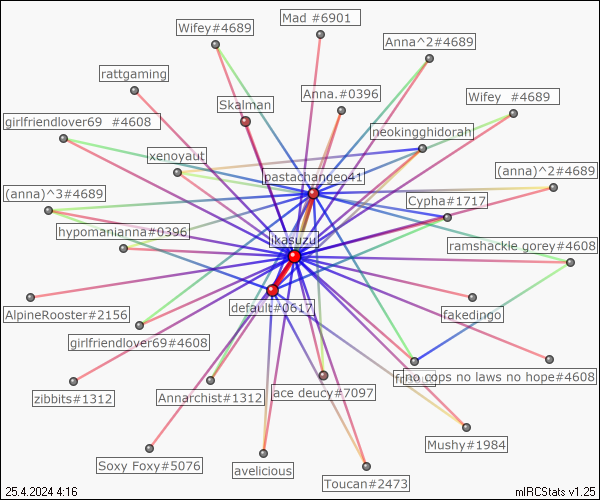 Mad #6901
Wifey#4689
Anna^2#4689
rattgaming
Anna.#0396
Wifey  #4689
Skalman
girlfriendlover69  #4608
neokingghidorah
xenoyaut
pastachangeo41
(anna)^2#4689
(anna)^3#4689
Cypha#1717
hypomanianna#0396
ikasuzu
ramshackle gorey#4608
default#0617
AlpineRooster#2156
fakedingo
girlfriendlover69#4608
no cops no laws no hope#4608
zibbits#1312
Annarchist#1312
ace deucy#7097
Mushy#1984
Soxy Foxy#5076
avelicious
Toucan#2473
25.4.2024 4:16
mIRCStats v1.25